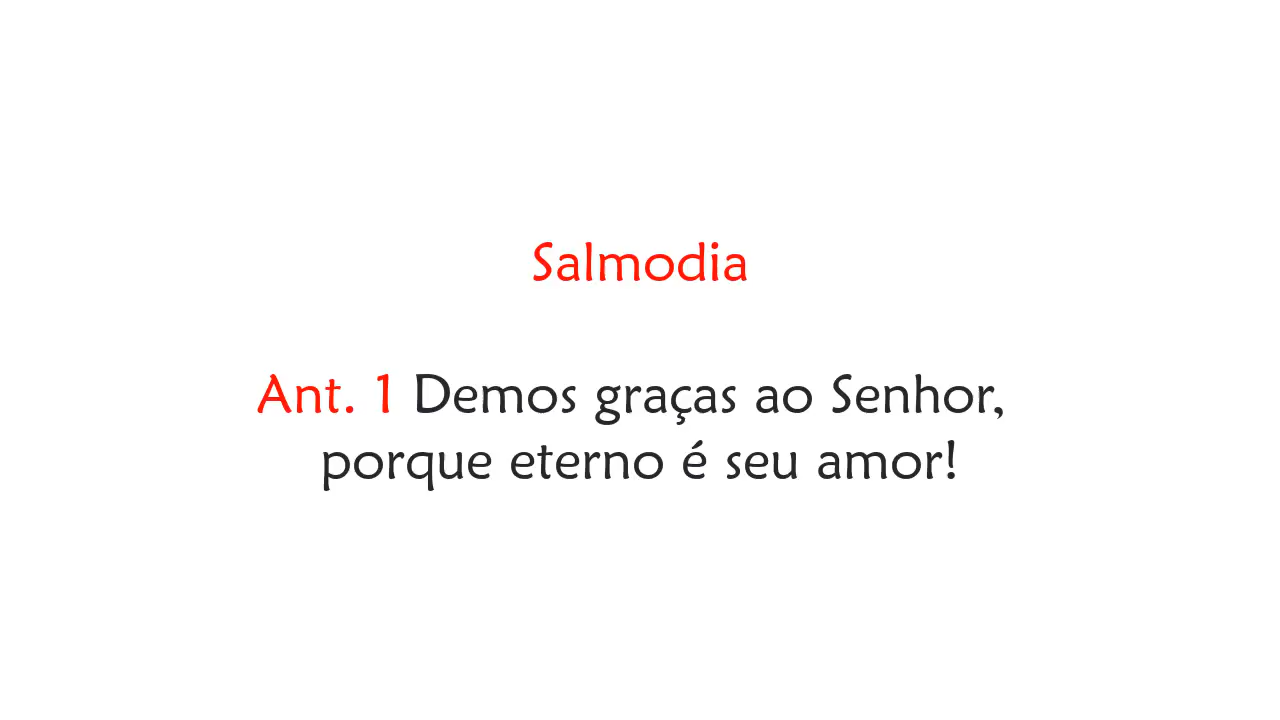 Salmodia
Ant. 1 Demos graças ao Senhor,
porque eterno é seu amor!